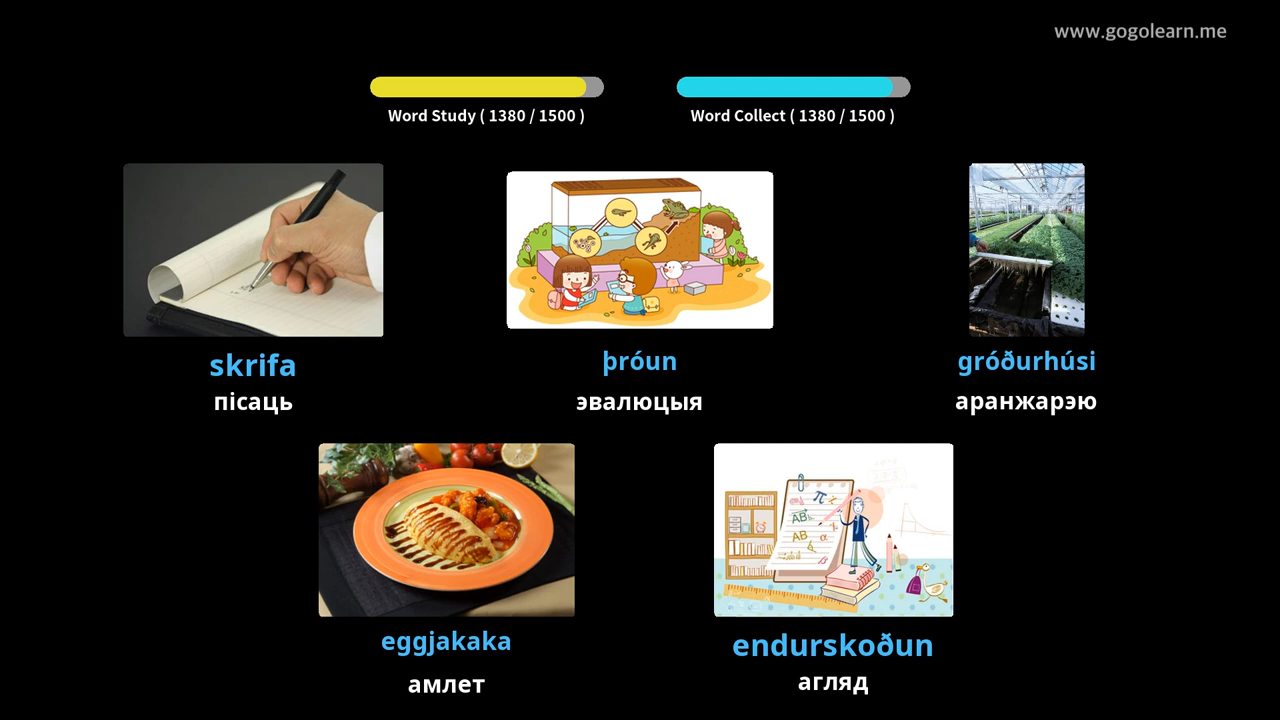 www.gogolearn.me
Word Study ( 1380 / 1500 )
Word Collect ( 1380 / 1500 )
skrifa
пісаць
þróun
эвалюцыя
gróðurhúsi
аранжарэю
eggjakaka
амлет
endurskoðun
агляд